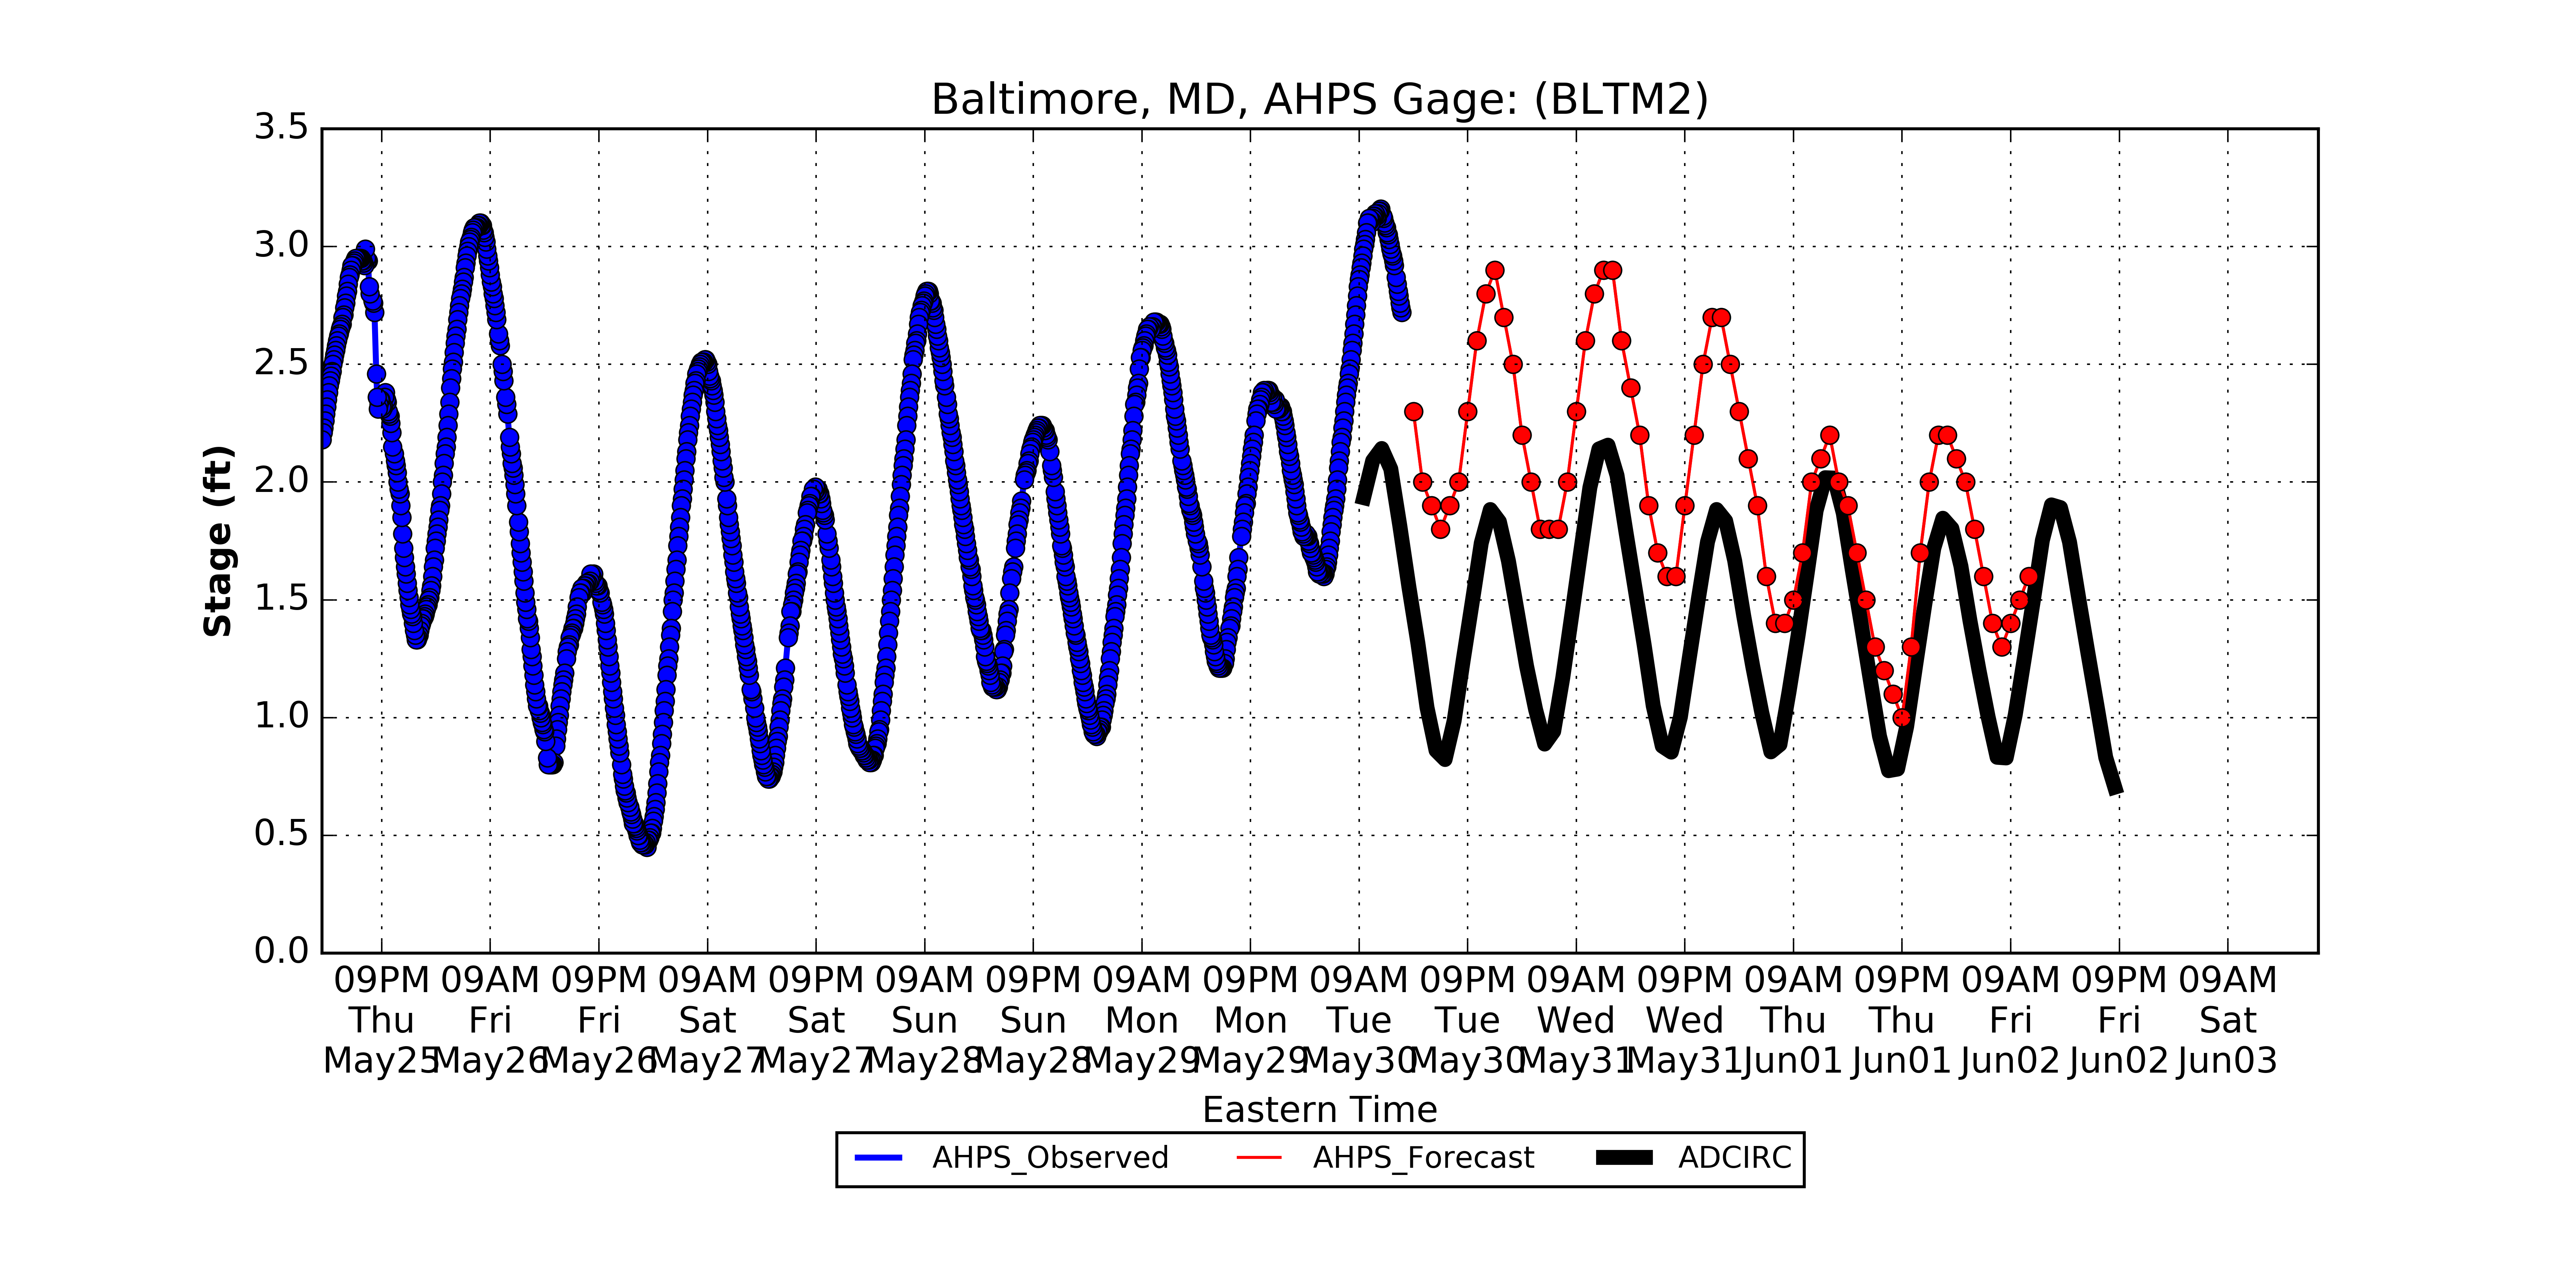 Baltimore, MD, AHPS Gage: (BLTM2)
3.5
3.0
2.5
2.0
1.5
1.0
0.5
0.0
Stage (ft)
09PM 09AM 09PM 09AM 09PM 09AM 09PM 09AM 09PM 09AM 09PM 09AM 09PM 09AM 09PM 09AM 09PM 09AM
Thu Fri Fri Sat Sat Sun Sun Mon Mon Tue Tue Wed Wed Thu Thu Fri Fri Sat
May25 May26 May26 May27 May27 May28 May28 May29 May29 May30 May30 May31 May31 Jun01 Jun01 Jun02 Jun02 Jun03
Eastern Time
AHPS_Observed AHPS_Forecast ADCIRC